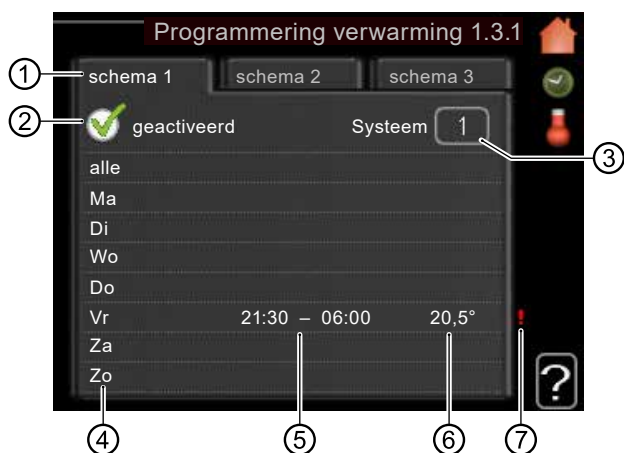 Programmering verwarming 1.3.1
1 schema 1 schema 2 schema 3
2 geactiveerd Systeem 1
3
alle
Ma
Di
Wo
Do
Vr 21:30 – 06:00 20,5° !
Za
Zo
?
4 5 6 7